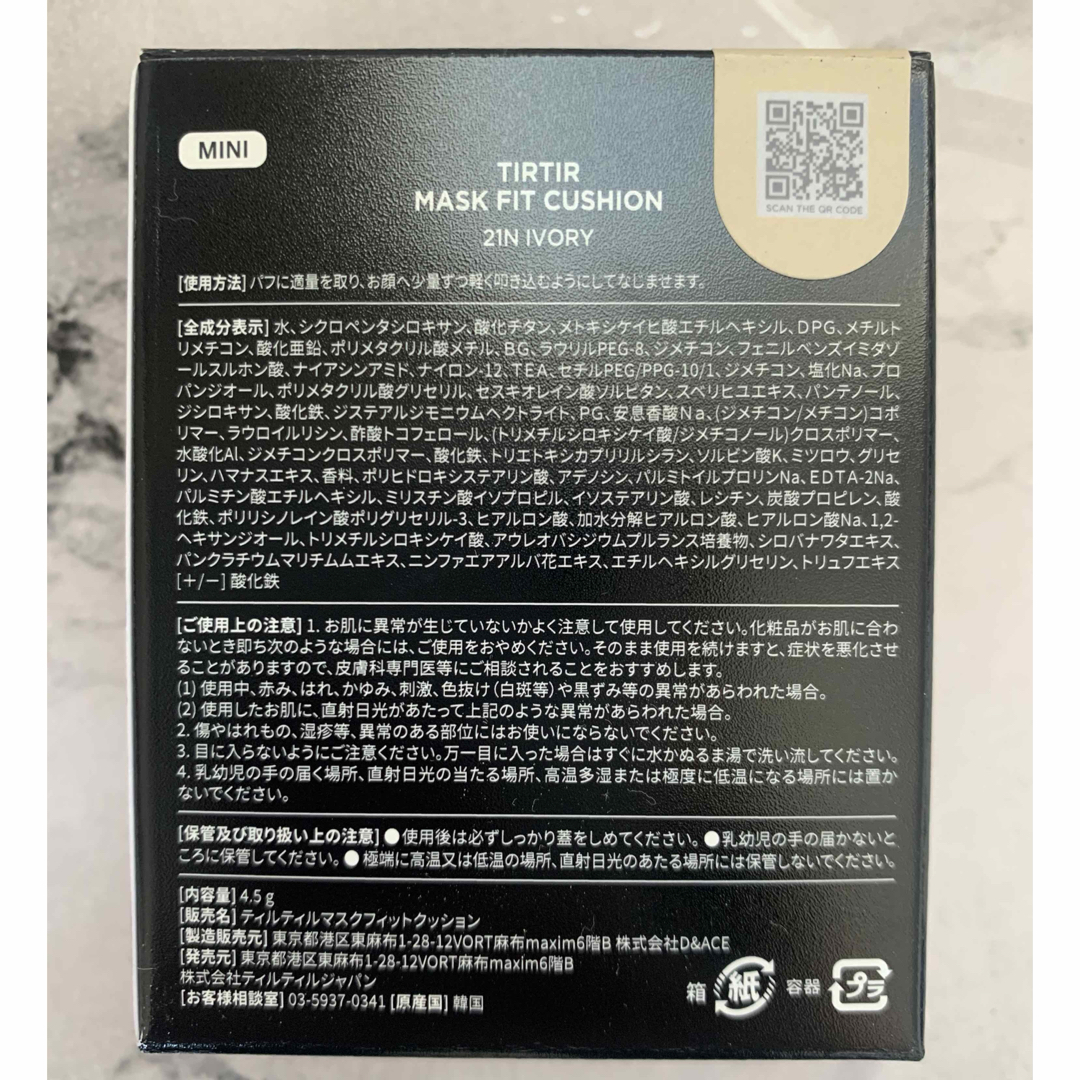 MINI
TIRTIR
MASK FIT CUSHION
21N IVORY
SCAN THE QR CODE
[使用方法] パフに適量を取り、お顔へ少量ずつ軽く叩き込むようにしてなじませます。
[全成分表示] 水、シクロペンタシロキサン、酸化チタン、メトキシケイヒ酸エチルヘキシル、DPG、メチルト
リメチコン、酸化亜鉛、ポリメタクリル酸メチル、BG、ラウリルPEG-8、ジメチコン、フェニルベンズイミダゾ
ールスルホン酸、ナイアシンアミド、ナイロン-12、TEA、セチルPEG/PPG-10/1、ジメチコン、塩化Na、プロ
パンジオール、ポリメタクリル酸グリセリル、セスキオレイン酸ソルビタン、スベリヒユエキス、パンテノール、
ジシロキサン、酸化鉄、ジステアルジモニウムヘクトライト、PG、安息香酸Na、(ジメチコン/メチコン)コポ
リマー、ラウロイルリシン、酢酸トコフェロール、(トリメチルシロキシケイ酸/ジメチコノール)クロスポリマー、
水酸化Al、ジメチコンクロスポリマー、酸化鉄、トリエトキシカプリリルシラン、ソルビン酸K、ミツロウ、グリセ
リン、ハマナスエキス、香料、ポリヒドロキシステアリン酸、アデノシン、パルミトイルプロリンNa、EDTA-2Na、
パルミチン酸エチルヘキシル、ミリスチン酸イソプロピル、イソステアリン酸、レシチン、炭酸プロピレン、酸
化鉄、ポリリシノレイン酸ポリグリセリル-3、ヒアルロン酸、加水分解ヒアルロン酸、ヒアルロン酸Na、1,2-
ヘキサンジオール、トリメチルシロキシケイ酸、アウレオバシジウムプルランス培養物、シロバナワタエキス、
パンクラチウムマリチムムエキス、ニンファエアアルバ花エキス、エチルヘキシルグリセリン、トリュフエキス
[+/−] 酸化鉄
[ご使用上の注意] 1. お肌に異常が生じていないかよく注意して使用してください。化粧品がお肌に合わ
ないとき即ち次のような場合には、ご使用をおやめください。そのまま使用を続けますと、症状を悪化させ
ることがありますので、皮膚科専門医等にご相談されることをおすすめします。
(1) 使用中、赤み、はれ、かゆみ、刺激、色抜け(白斑等)や黒ずみ等の異常があらわれた場合。
(2) 使用したお肌に、直射日光があたって上記のような異常があらわれた場合。
2. 傷やはれもの、湿疹等、異常のある部位にはお使いにならないでください。
3. 目に入らないようにご注意ください。万一目に入った場合はすぐに水かぬるま湯で洗い流してください。
4. 乳幼児の手の届く場所、直射日光の当たる場所、高温多湿または極度に低温になる場所には置か
ないでください。
[保管及び取り扱い上の注意] ●使用後は必ずしっかり蓋をしめてください。 ●乳幼児の手の届かないと
ころに保管してください。 ●極端に高温又は低温の場所、直射日光のあたる場所には保管しないでください。
[内容量] 4.5 g
[販売名] ティルティルマスクフィットクッション
[製造販売元] 東京都港区東麻布1-28-12VORT麻布maxim6階B 株式会社D&ACE
[発売元] 東京都港区東麻布1-28-12VORT麻布maxim6階B
株式会社ティルティルジャパン
[お客様相談室] 03-5937-0341 [原産国] 韓国
箱 紙 容器 プラ